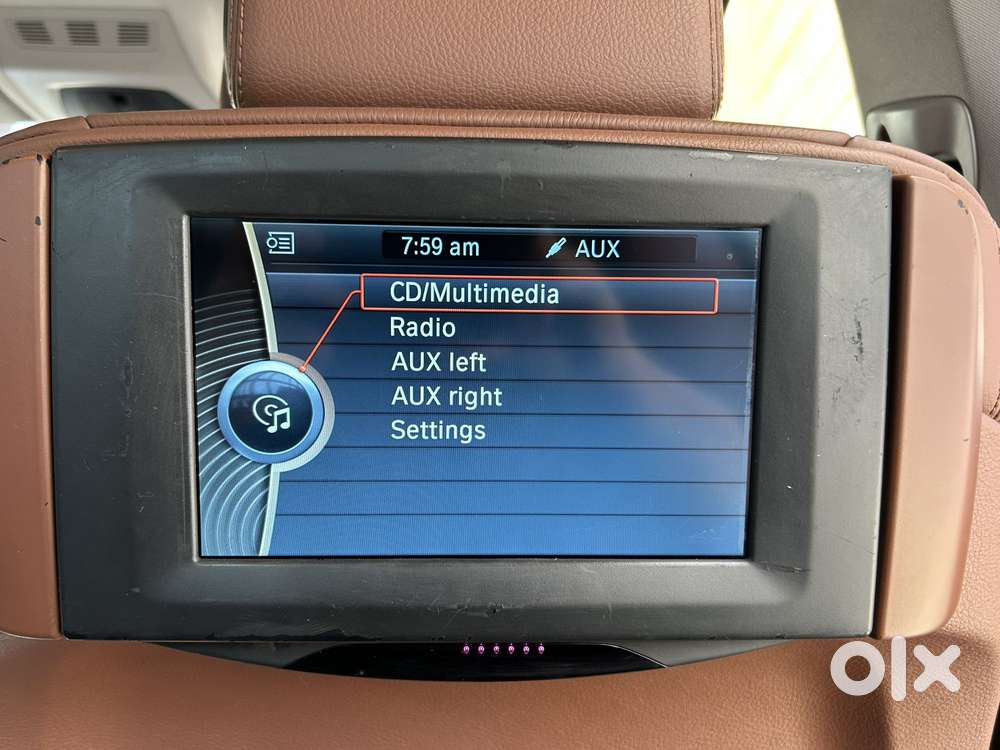 7:59 am AUX
CD/Multimedia
Radio
AUX left
AUX right
Settings
olx